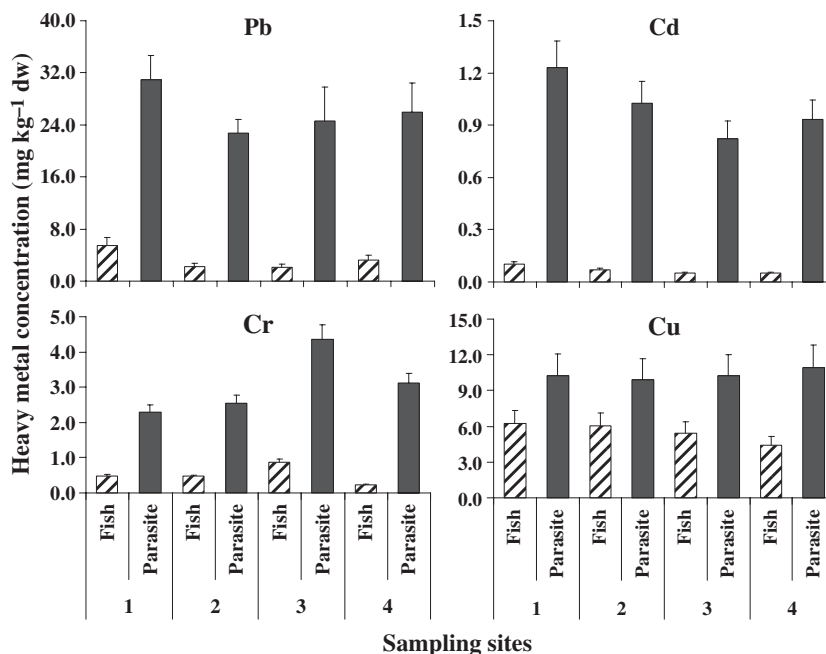 Pb
40.0
32.0
24.0
16.0
8.0
0.0
Cd
1.5
1.2
0.9
0.6
0.3
0.0
Heavy metal concentration (mg kg–1 dw)
Cr
5.0
4.0
3.0
2.0
1.0
0.0
Cu
15.0
12.0
9.0
6.0
3.0
0.0
Fish Parasite Fish Parasite Fish Parasite Fish Parasite
1 2 3 4
Fish Parasite Fish Parasite Fish Parasite Fish Parasite
1 2 3 4
Sampling sites